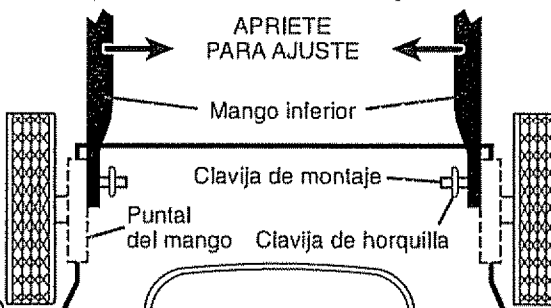 APRIETE
PARA AJUSTE
Mango inferior
Clavija de montaje
Puntal
del mango
Clavija de horquilla